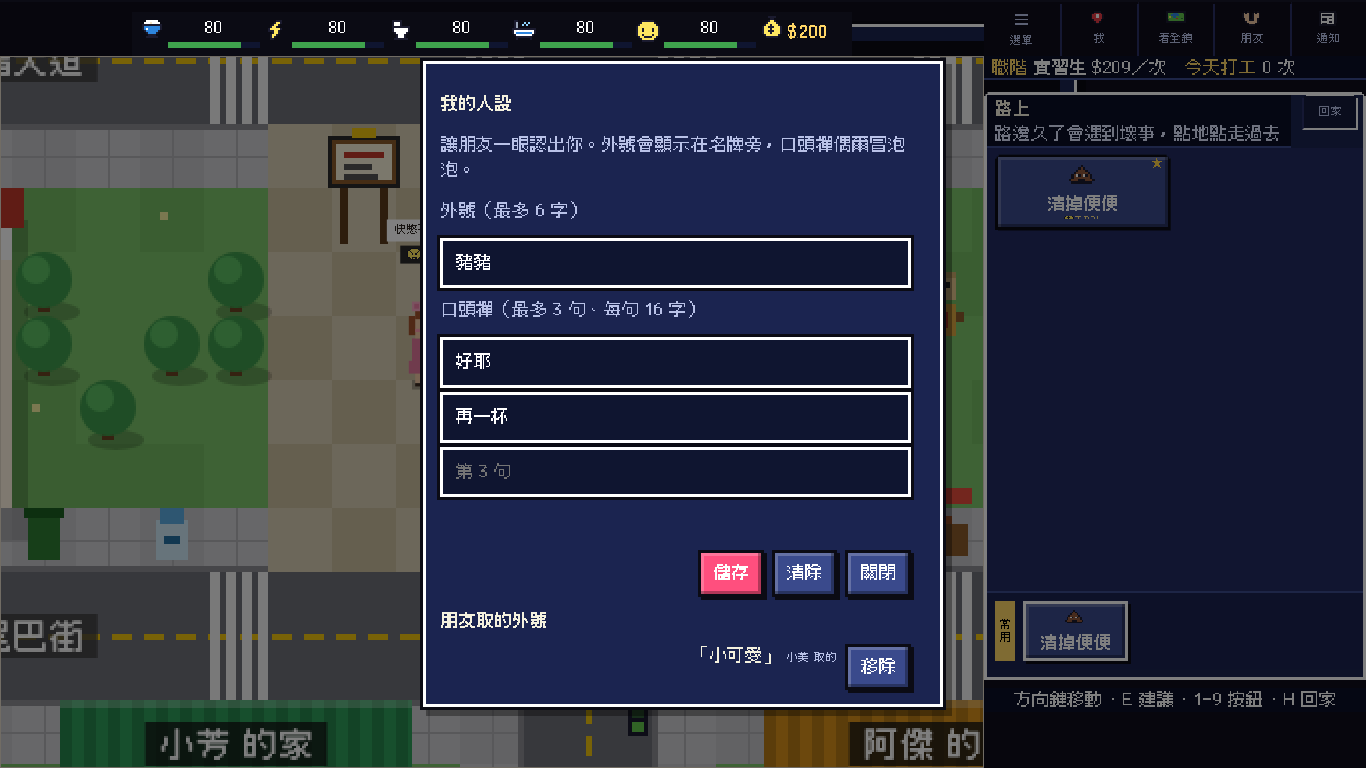 80
80
80
80
80
$200
選單
我
看全鎮
朋友
通知
職階 實習生 $209／次 今天打工 0 次
路上
路邊久了會遇到壞事，點地點走過去
回家
清掉便便
我的人設
讓朋友一眼認出你。外號會顯示在名牌旁，口頭禪偶爾冒泡
泡。
外號（最多 6 字）
豬豬
口頭禪（最多 3 句、每句 16 字）
好耶
再一杯
第 3 句
儲存
清除
關閉
朋友取的外號
「小可愛」 小美 取的
移除
尾巴街
小芳 的家
阿傑 的
常用
清掉便便
方向鍵移動 · E 建議 · 1-9 按鈕 · H 回家